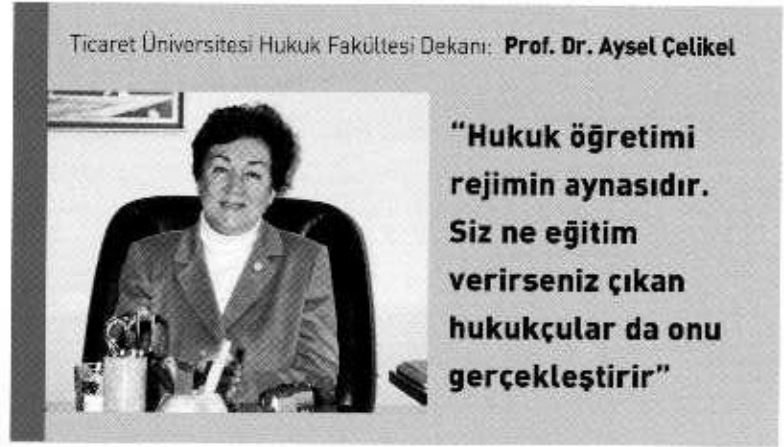 Ticaret Üniversitesi Hukuk Fakültesi Dekanı: Prof. Dr. Aysel Çelikel
“Hukuk öğretimi
rejimin aynasıdır.
Siz ne eğitim
verirseniz çıkan
hukukçular da onu
gerçekleştirir”